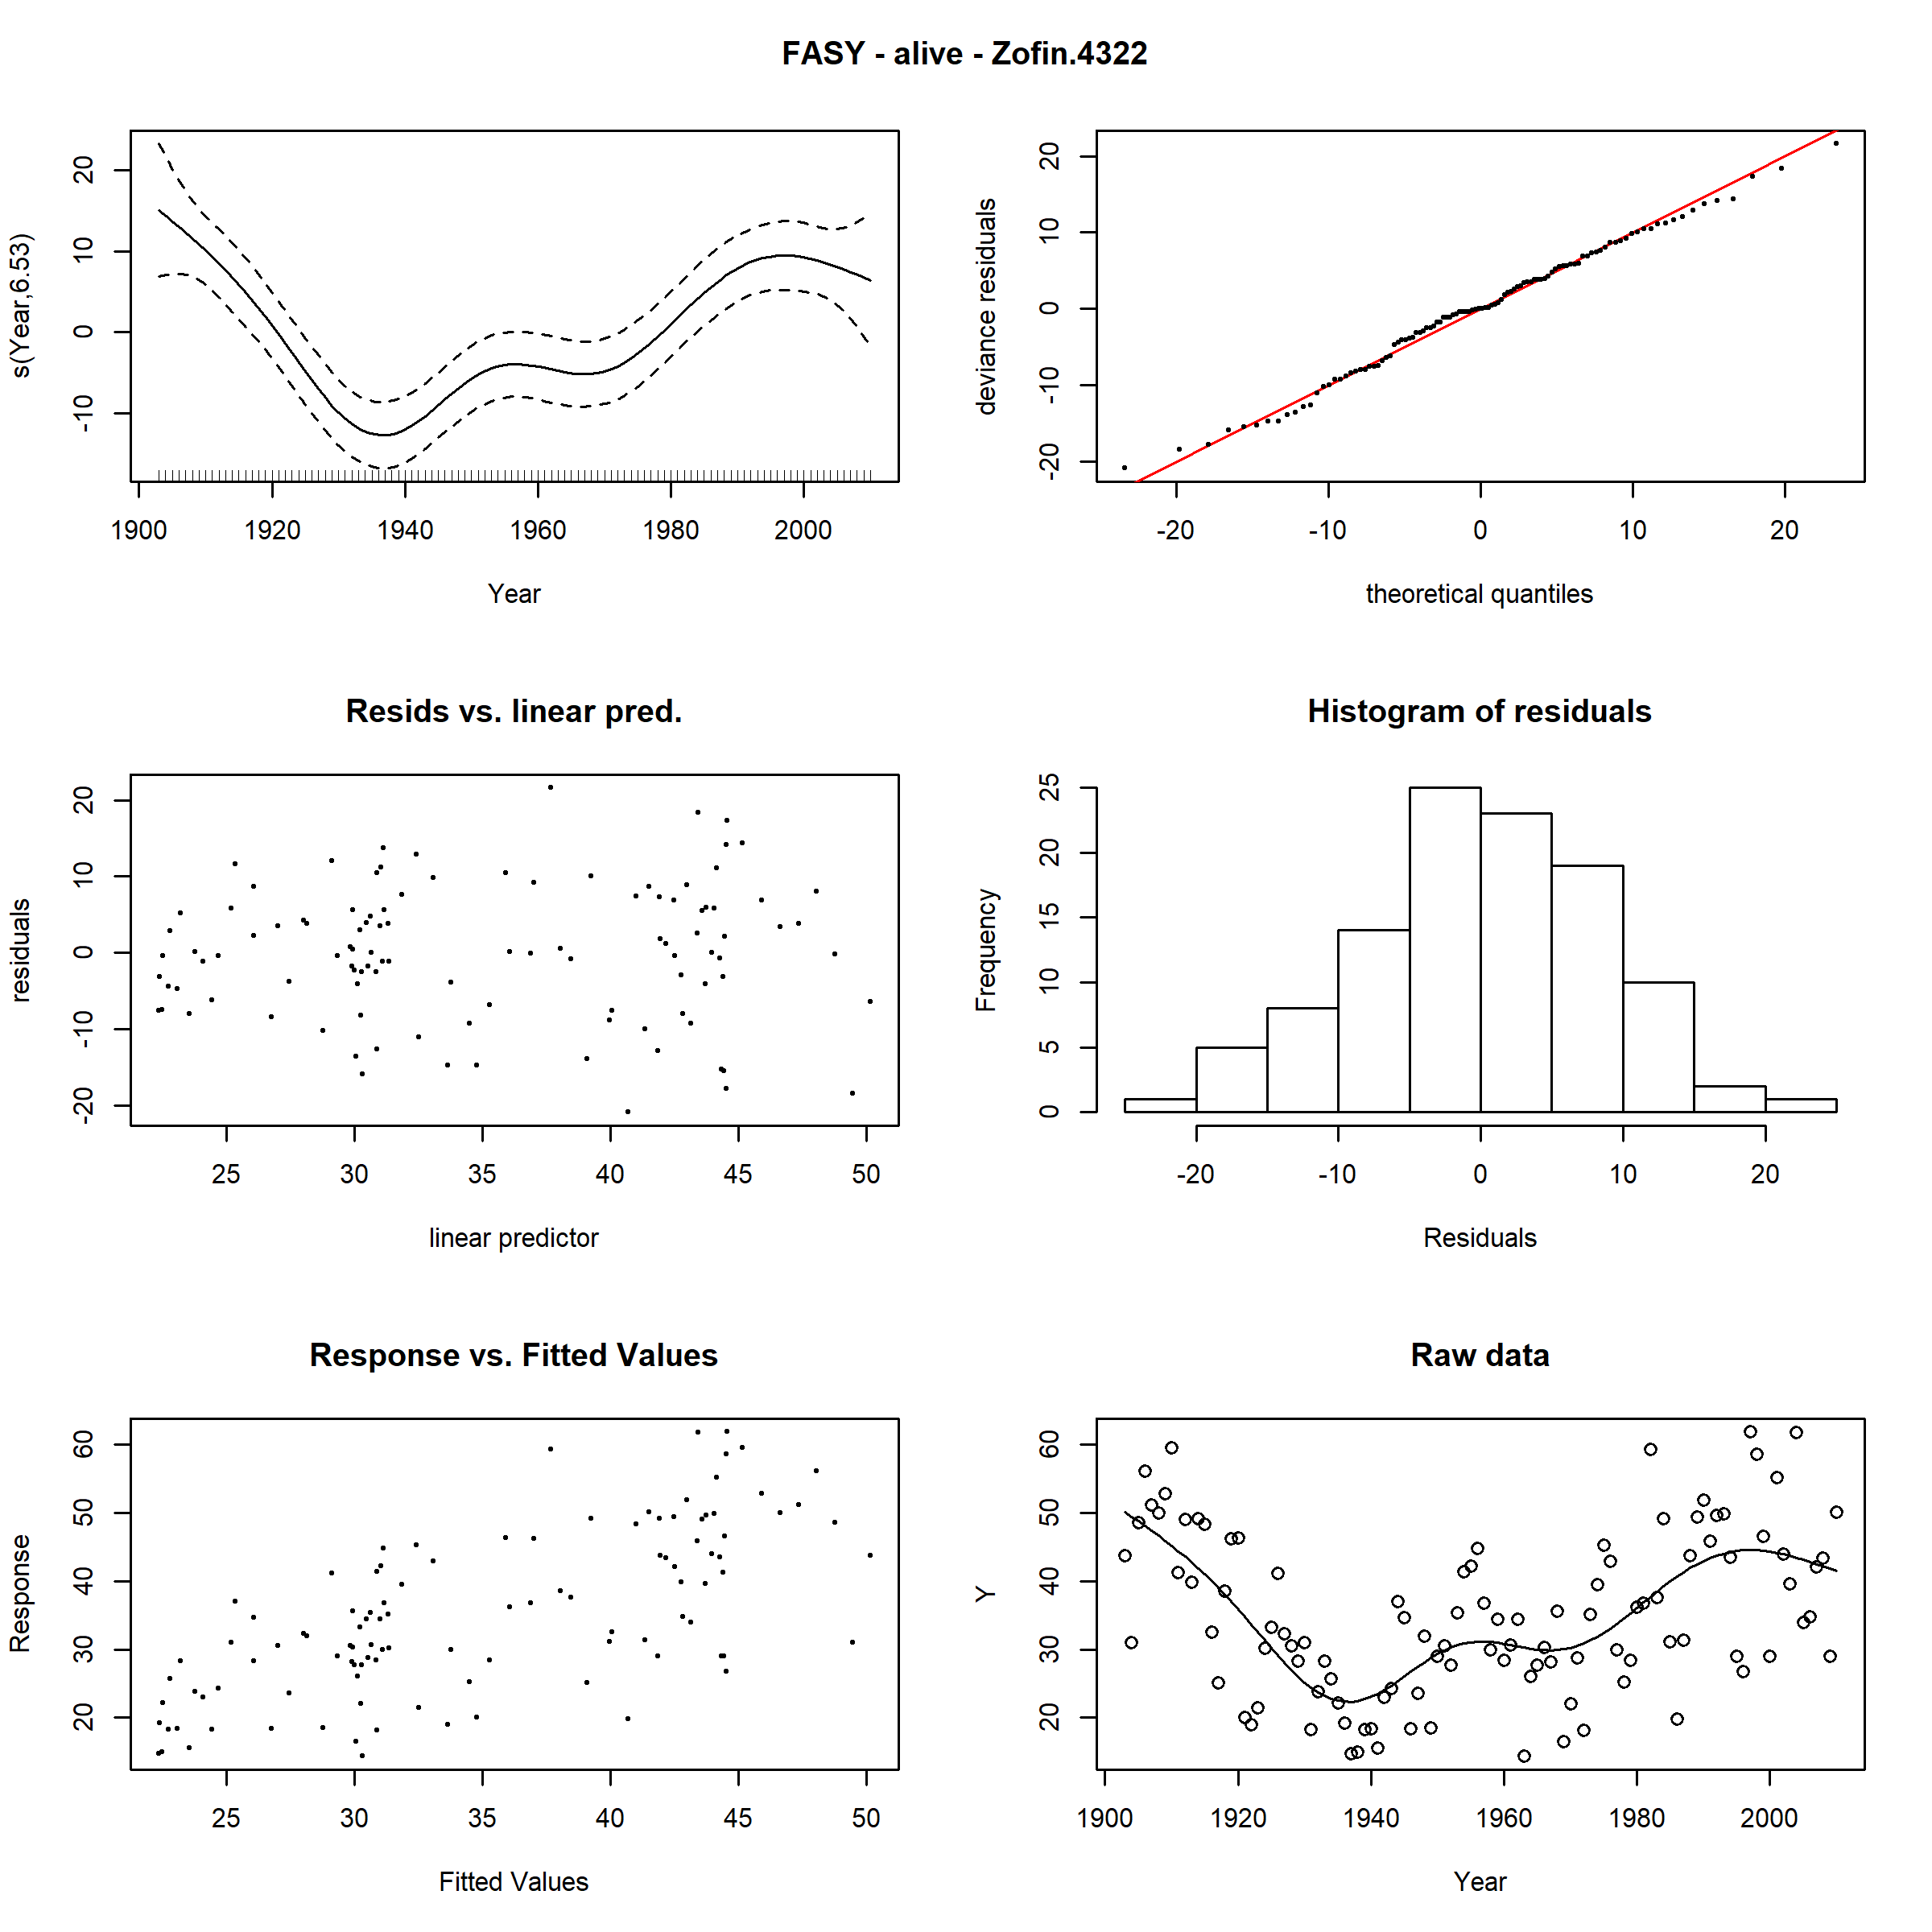 FASY - alive - Zofin.4322
s(Year,6.53)
20
10
0
-10
1900 1920 1940 1960 1980 2000
Year
deviance residuals
20
10
0
-10
-20
-20 -10 0 10 20
theoretical quantiles
Resids vs. linear pred.
residuals
20
10
0
-10
-20
25 30 35 40 45 50
linear predictor
Histogram of residuals
Frequency
25
20
15
10
5
0
-20 -10 0 10 20
Residuals
Response vs. Fitted Values
Response
60
50
40
30
20
25 30 35 40 45 50
Fitted Values
Raw data
Y
60
50
40
30
20
1900 1920 1940 1960 1980 2000
Year